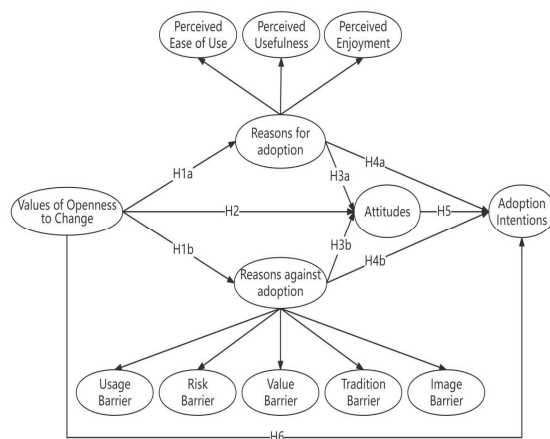 Perceived
Ease of Use
Perceived
Usefulness
Perceived
Enjoyment
Reasons for
adoption
H1a
H3a
H4a
Values of Openness
to Change
H2
Attitudes
H5
Adoption
Intentions
H1b
H3b
H4b
Reasons against
adoption
Usage
Barrier
Risk
Barrier
Value
Barrier
Tradition
Barrier
Image
Barrier
H6